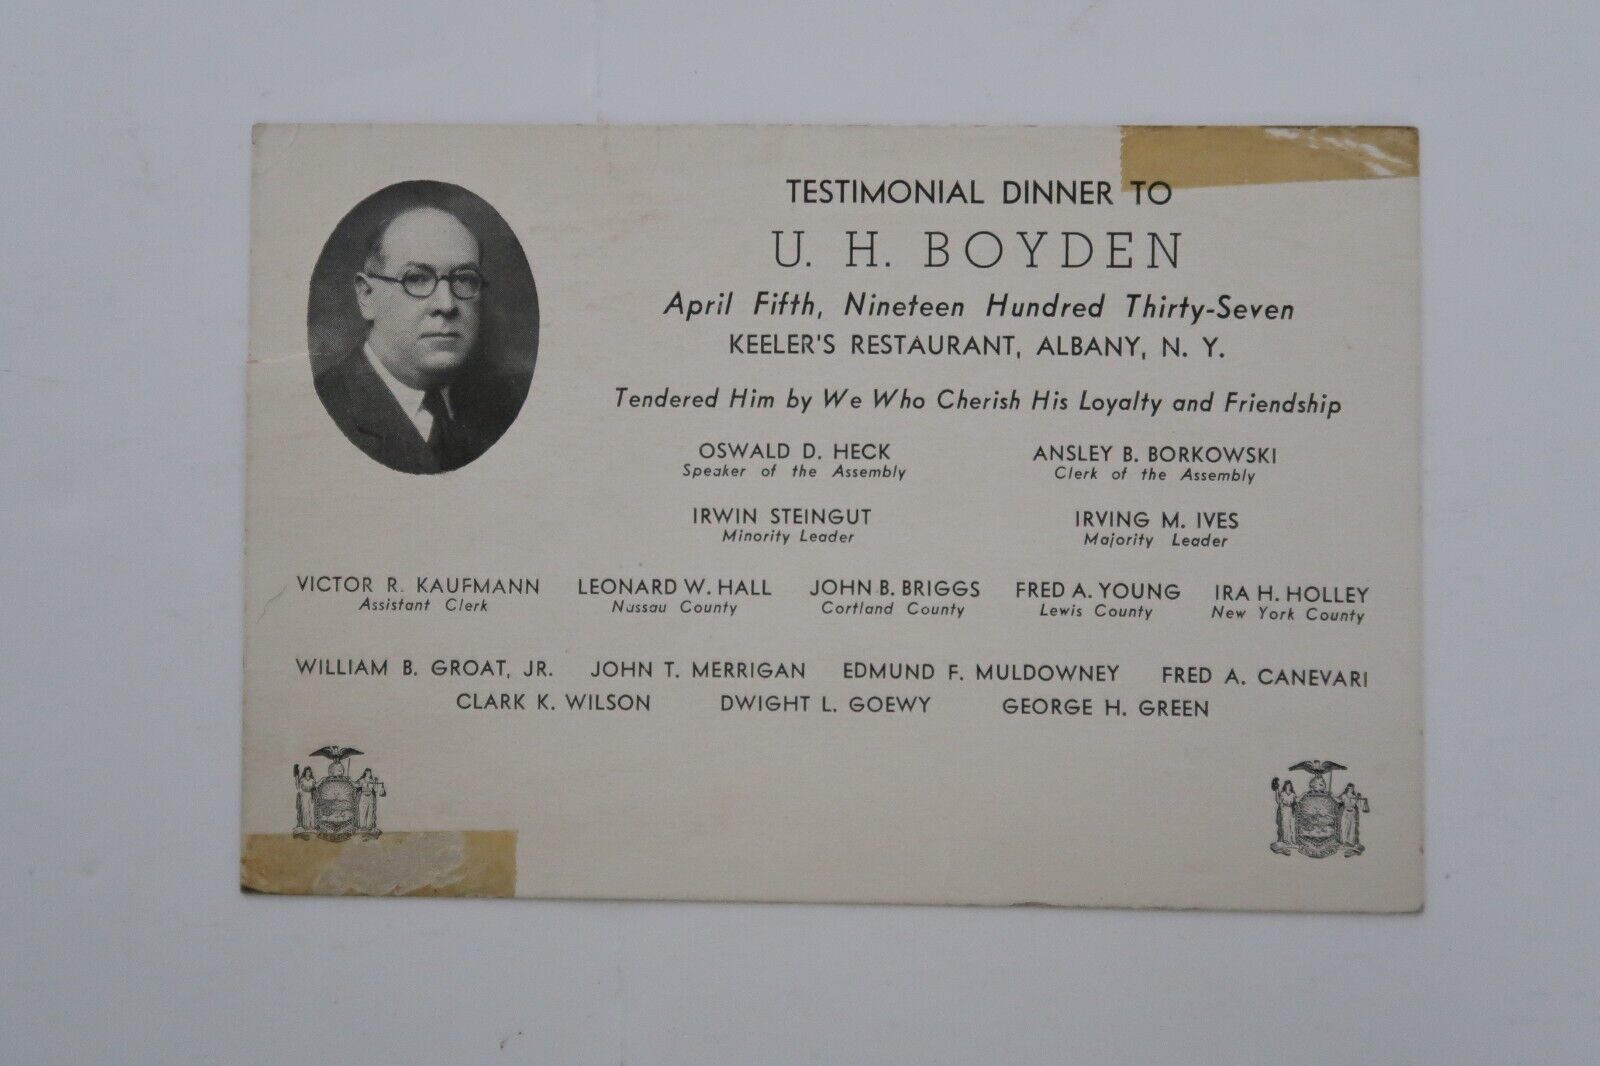 TESTIMONIAL DINNER TO
U. H. BOYDEN
April Fifth, Nineteen Hundred Thirty-Seven
KEELER'S RESTAURANT, ALBANY, N. Y.
Tendered Him by We Who Cherish His Loyalty and Friendship
OSWALD D. HECK ANSLEY B. BORKOWSKI
Speaker of the Assembly Clerk of the Assembly
IRWIN STEINGUT IRVING M. IVES
Minority Leader Majority Leader
VICTOR R. KAUFMANN LEONARD W. HALL JOHN B. BRIGGS FRED A. YOUNG IRA H. HOLLEY
Assistant Clerk Nassau County Cortland County Lewis County New York County
WILLIAM B. GROAT, JR. JOHN T. MERRIGAN EDMUND F. MULDOWNEY FRED A. CANEVARI
CLARK K. WILSON DWIGHT L. GOEWY GEORGE H. GREEN